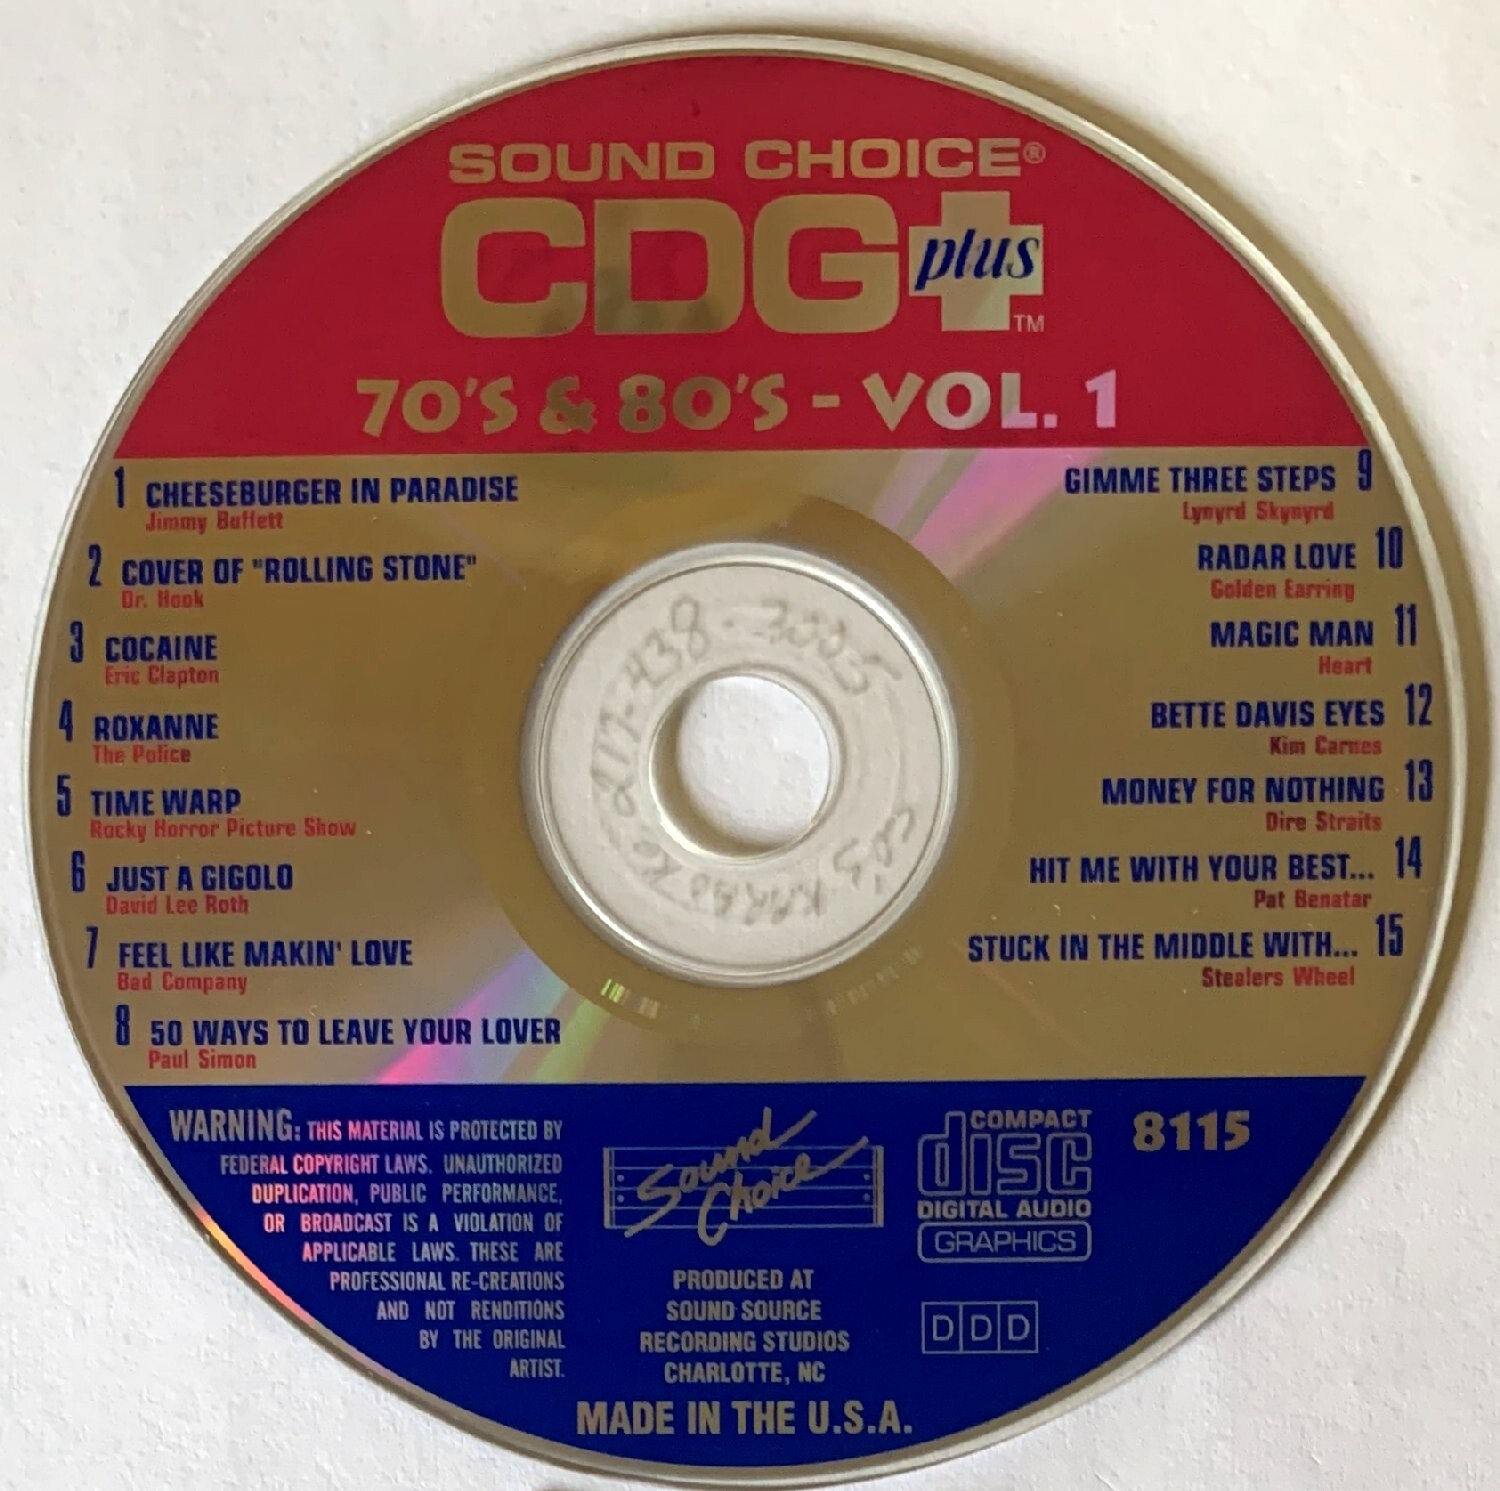 SOUND CHOICE®
CDG plus™
70'S & 80'S - VOL. 1
1 CHEESEBURGER IN PARADISE
Jimmy Buffett
2 COVER OF "ROLLING STONE"
Dr. Hook
3 COCAINE
Eric Clapton
4 ROXANNE
The Police
5 TIME WARP
Rocky Horror Picture Show
6 JUST A GIGOLO
David Lee Roth
7 FEEL LIKE MAKIN' LOVE
Bad Company
8 50 WAYS TO LEAVE YOUR LOVER
Paul Simon
GIMME THREE STEPS 9
Lynyrd Skynyrd
RADAR LOVE 10
Golden Earring
MAGIC MAN 11
Heart
BETTE DAVIS EYES 12
Kim Carnes
MONEY FOR NOTHING 13
Dire Straits
HIT ME WITH YOUR BEST... 14
Pat Benatar
STUCK IN THE MIDDLE WITH... 15
Stealers Wheel
217-438-3005
CD'S KARAOKE
WARNING: THIS MATERIAL IS PROTECTED BY
FEDERAL COPYRIGHT LAWS. UNAUTHORIZED
DUPLICATION, PUBLIC PERFORMANCE,
OR BROADCAST IS A VIOLATION OF
APPLICABLE LAWS. THESE ARE
PROFESSIONAL RE-CREATIONS
AND NOT RENDITIONS
BY THE ORIGINAL
ARTIST.
Sound
Choice
PRODUCED AT
SOUND SOURCE
RECORDING STUDIOS
CHARLOTTE, NC
MADE IN THE U.S.A.
COMPACT
disc
DIGITAL AUDIO
GRAPHICS
DDD
8115